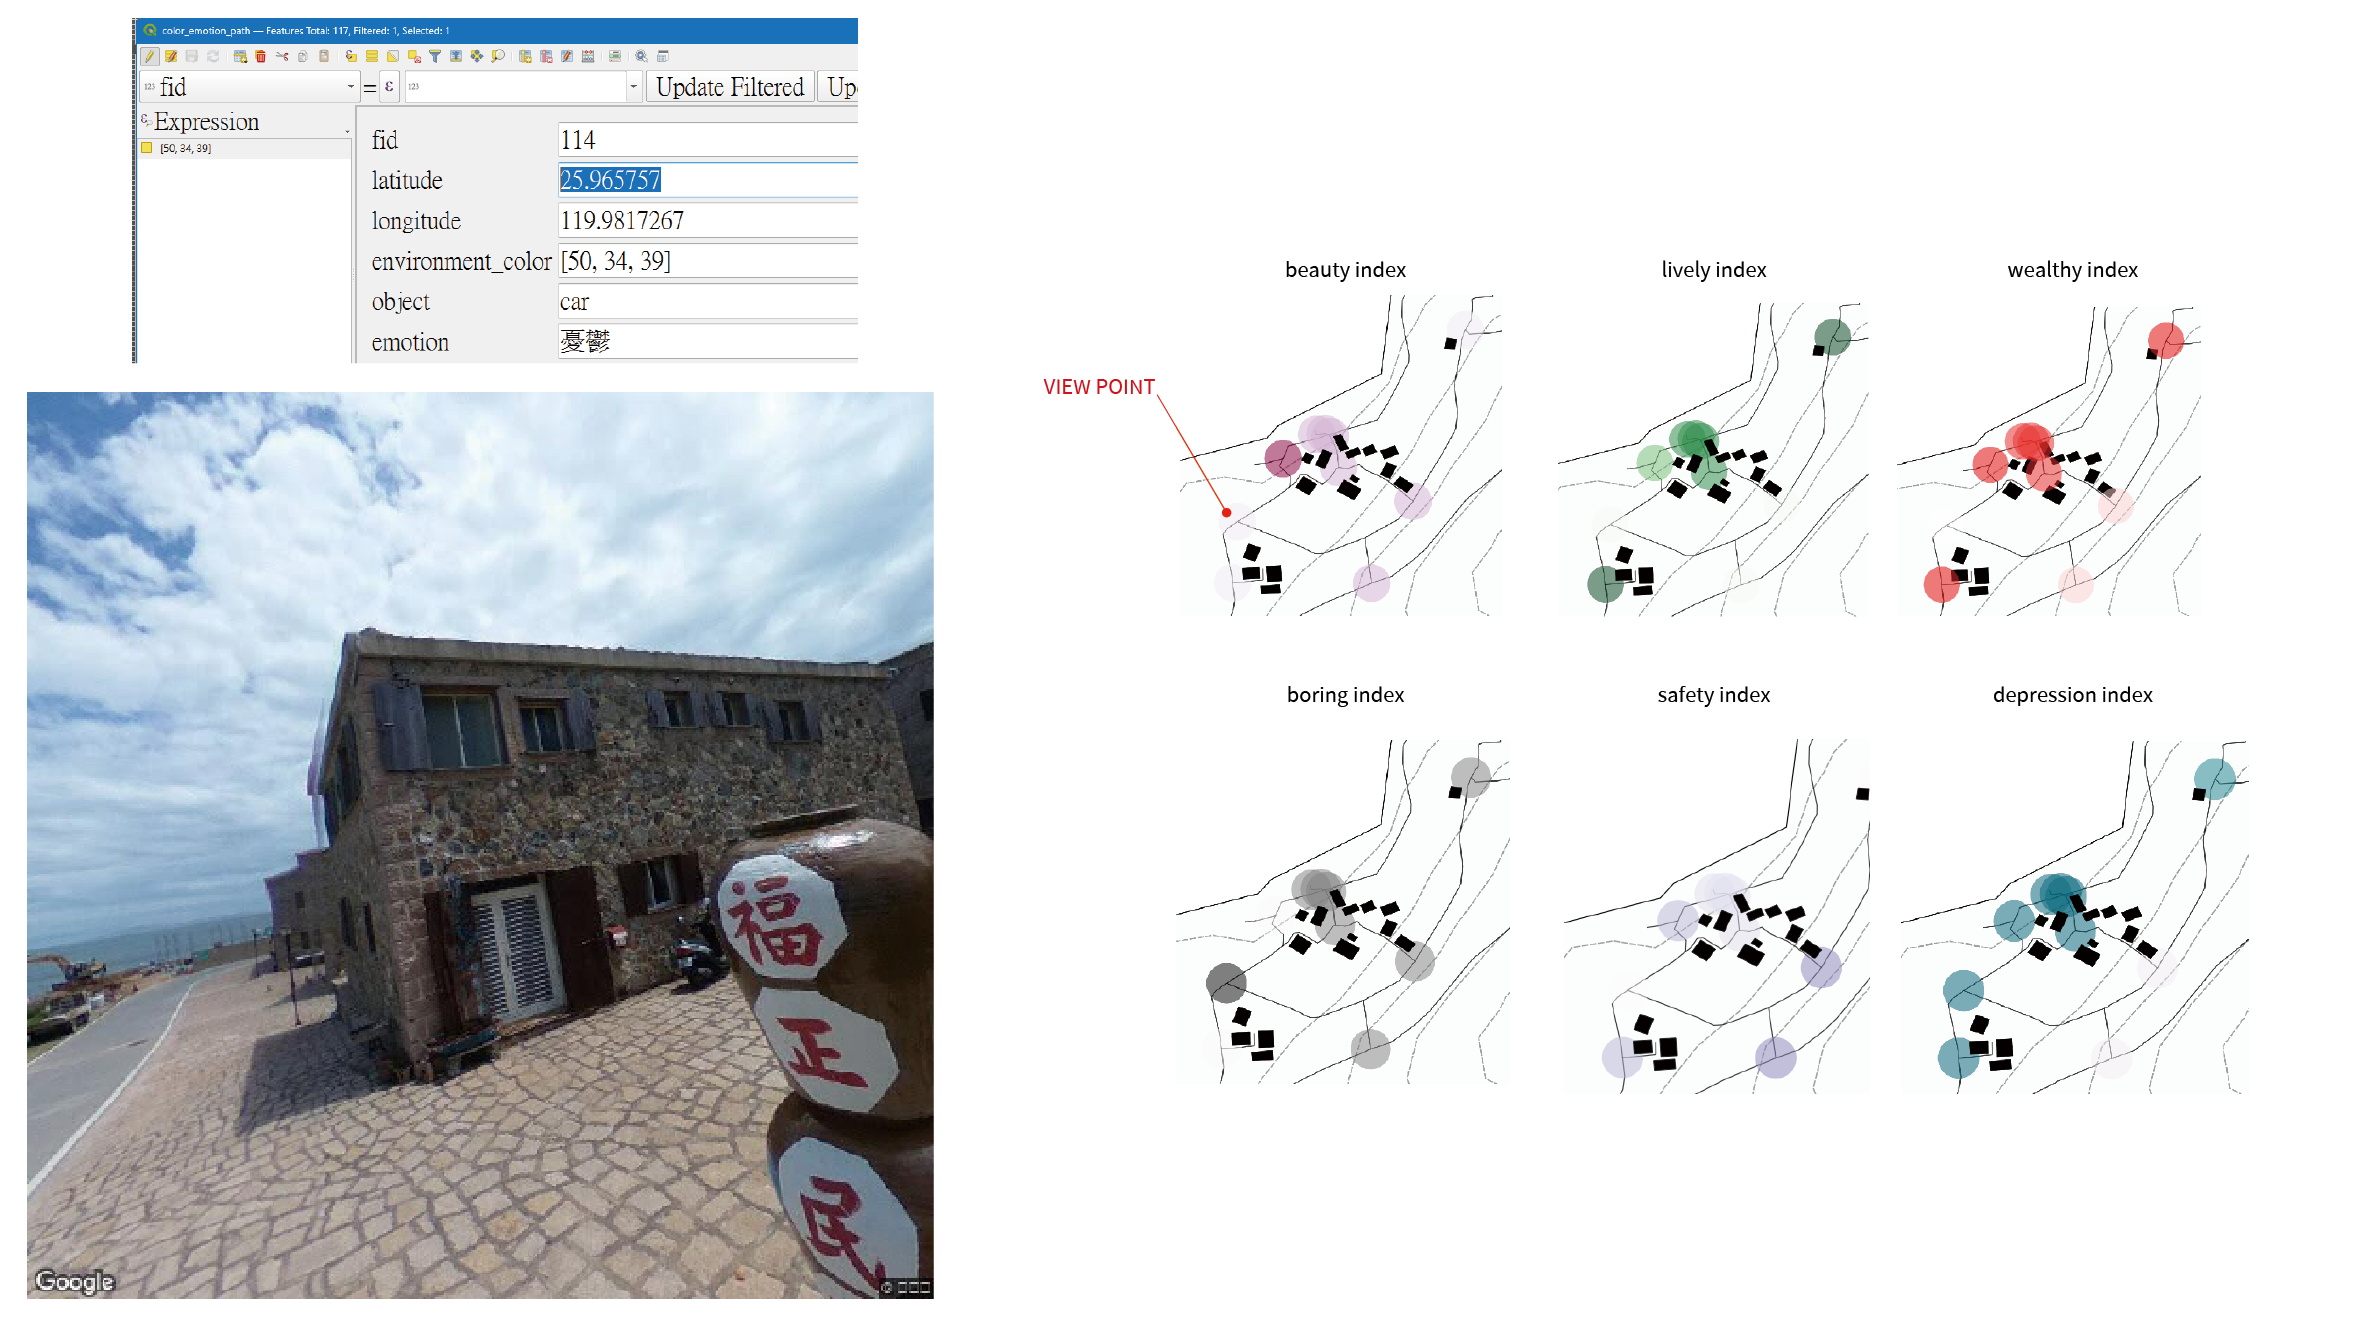 color_emotion_path — Features Total: 117, Filtered: 1, Selected: 1
123 fid = ε 123 Update Filtered Up
Expression
[50, 34, 39]
fid 114
latitude 25.965757
longitude 119.9817267
environment_color [50, 34, 39]
object car
emotion 憂鬱
福
正
民
Google
©
beauty index
lively index
wealthy index
VIEW POINT
boring index
safety index
depression index